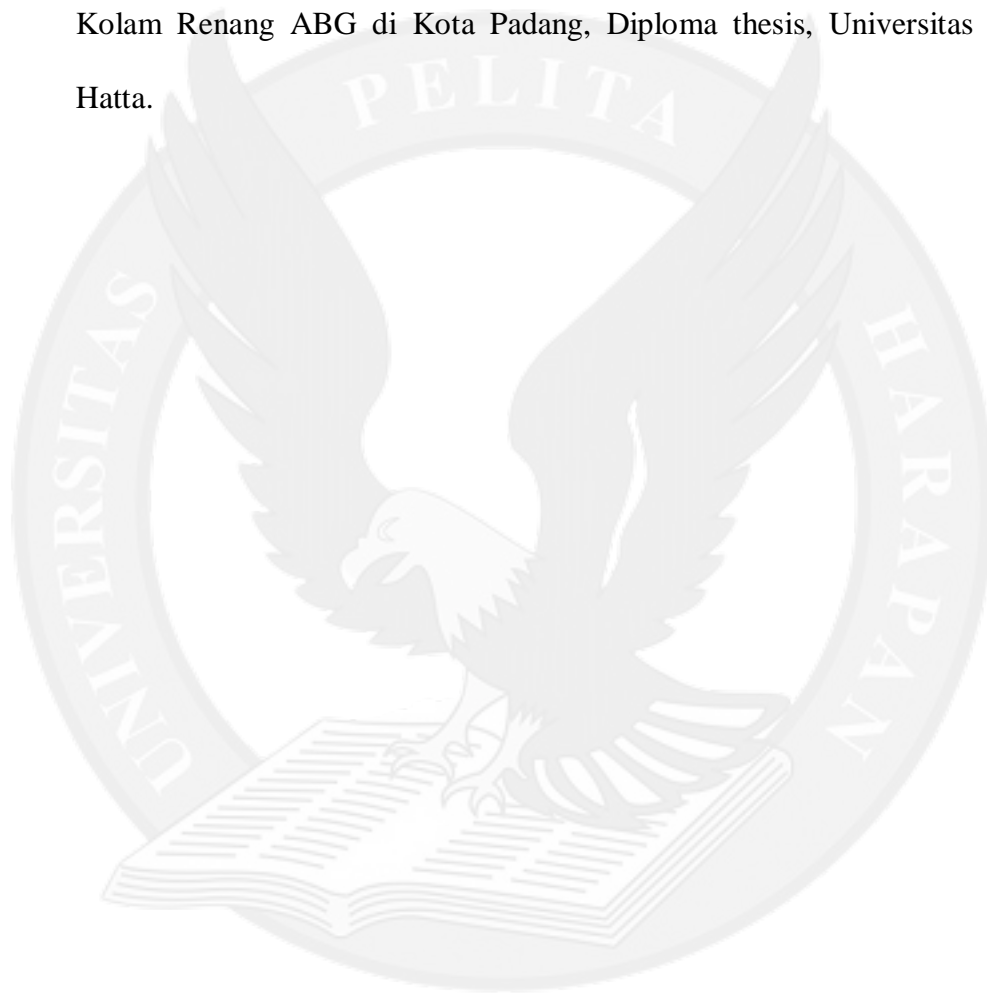 Kolam Renang ABG di Kota Padang, Diploma thesis, Universitas
Hatta.
UNIVERSITAS PELITA HARAPAN